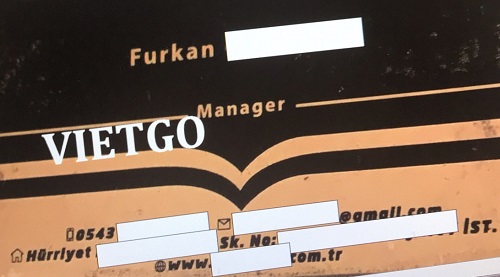 Furkan
Manager
VIETGO
0543 @gmail.com
Hürriyet Sk. No: İST.
www. com.tr